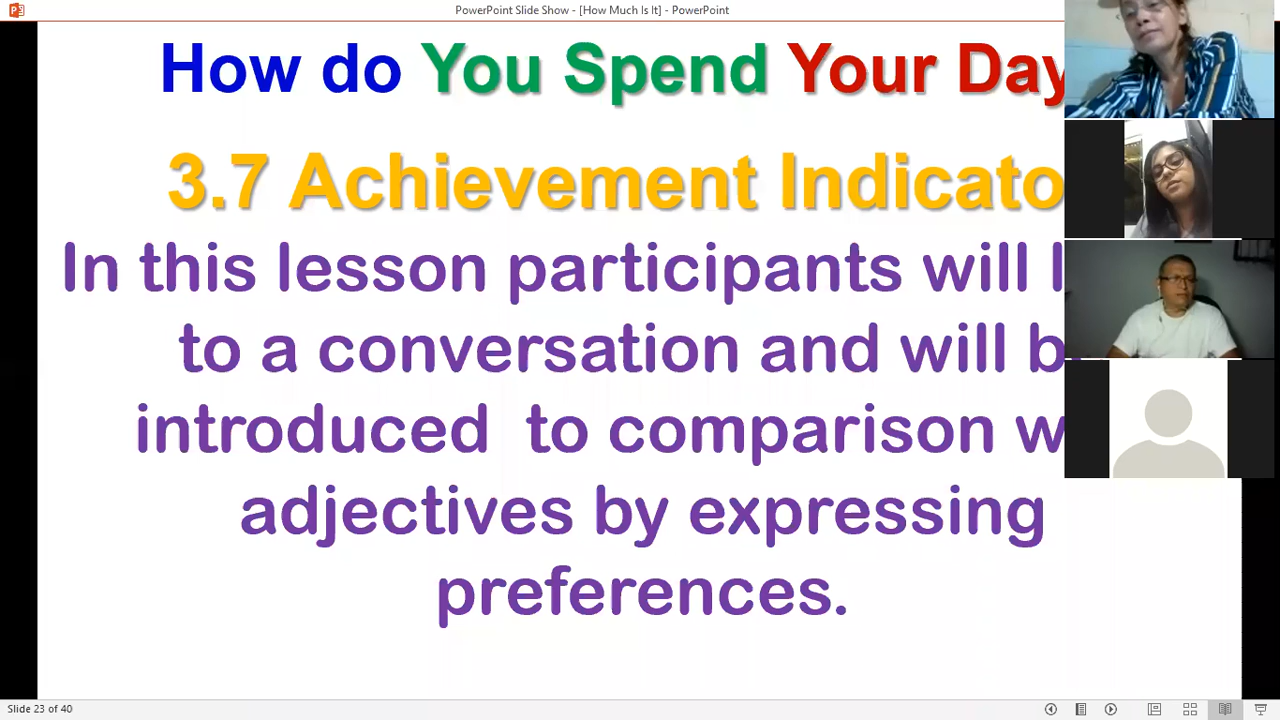 PowerPoint Slide Show - [How Much Is It] - PowerPoint
How do You Spend Your Day
3.7 Achievement Indicato
In this lesson participants will
to a conversation and will
introduced to comparison
adjectives by expressing
preferences.
Slide 23 of 40